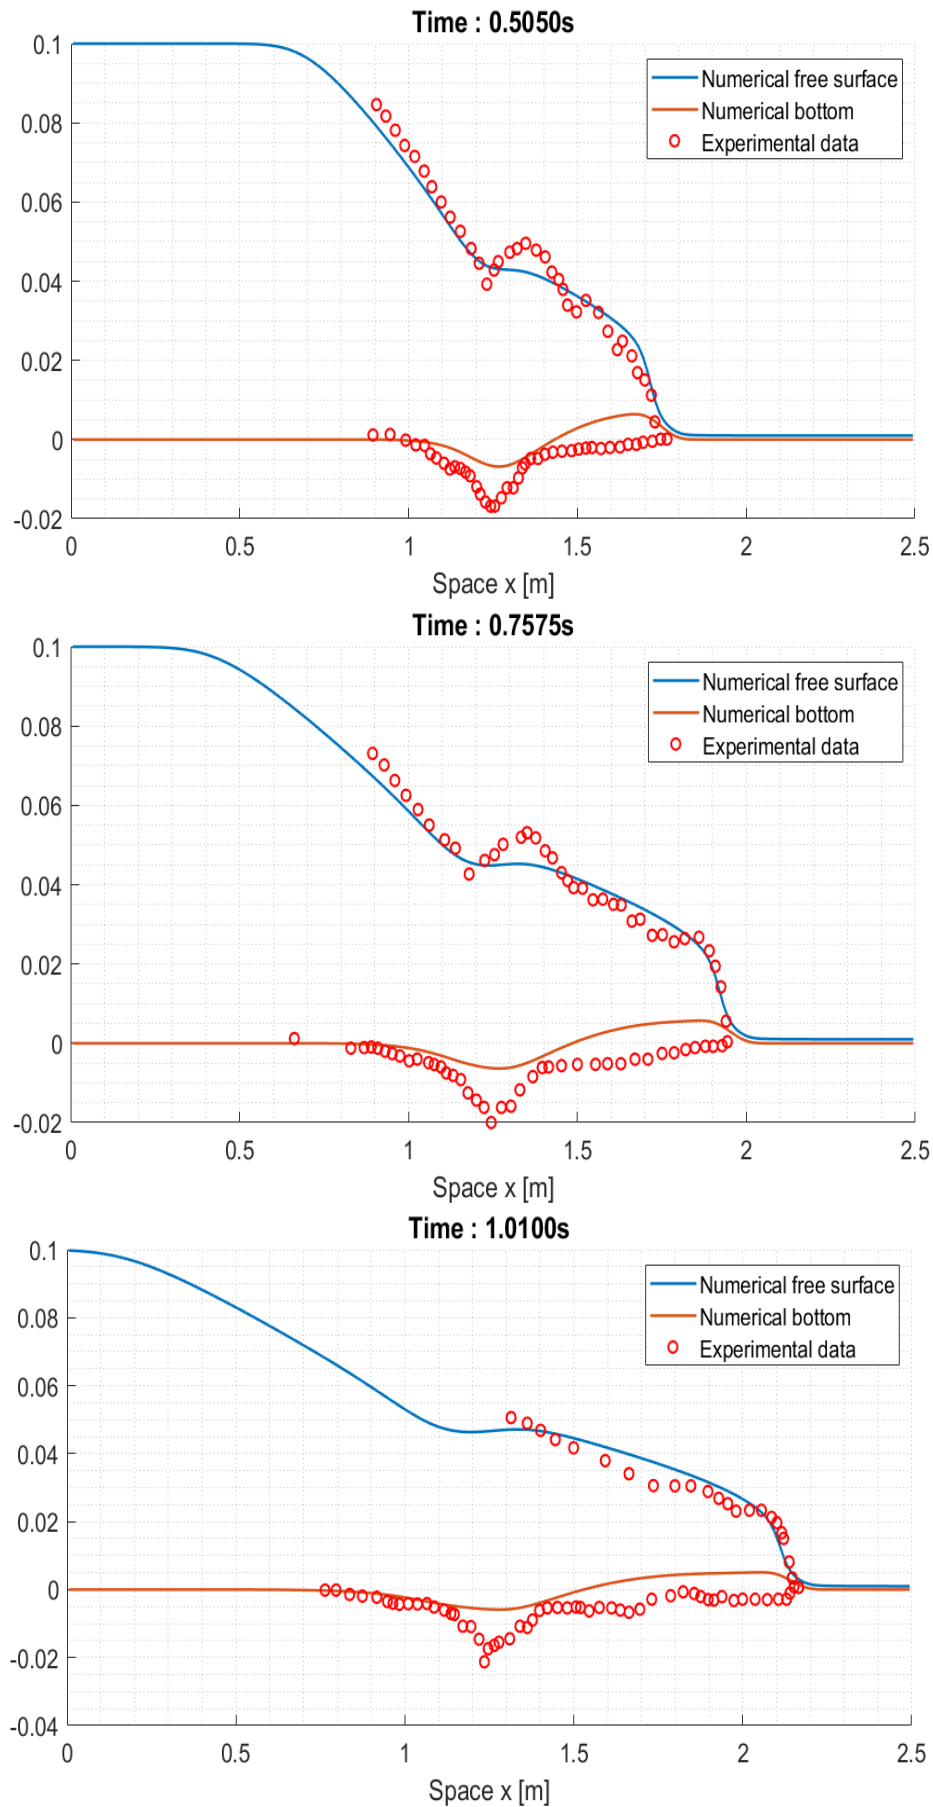 Time : 0.5050s
0.1
0.08
0.06
0.04
0.02
0
-0.02
Numerical free surface
Numerical bottom
Experimental data
0 0.5 1 1.5 2 2.5
Space x [m]
Time : 0.7575s
0.1
0.08
0.06
0.04
0.02
0
-0.02
Numerical free surface
Numerical bottom
Experimental data
0 0.5 1 1.5 2 2.5
Space x [m]
Time : 1.0100s
0.1
0.08
0.06
0.04
0.02
0
-0.02
-0.04
Numerical free surface
Numerical bottom
Experimental data
0 0.5 1 1.5 2 2.5
Space x [m]